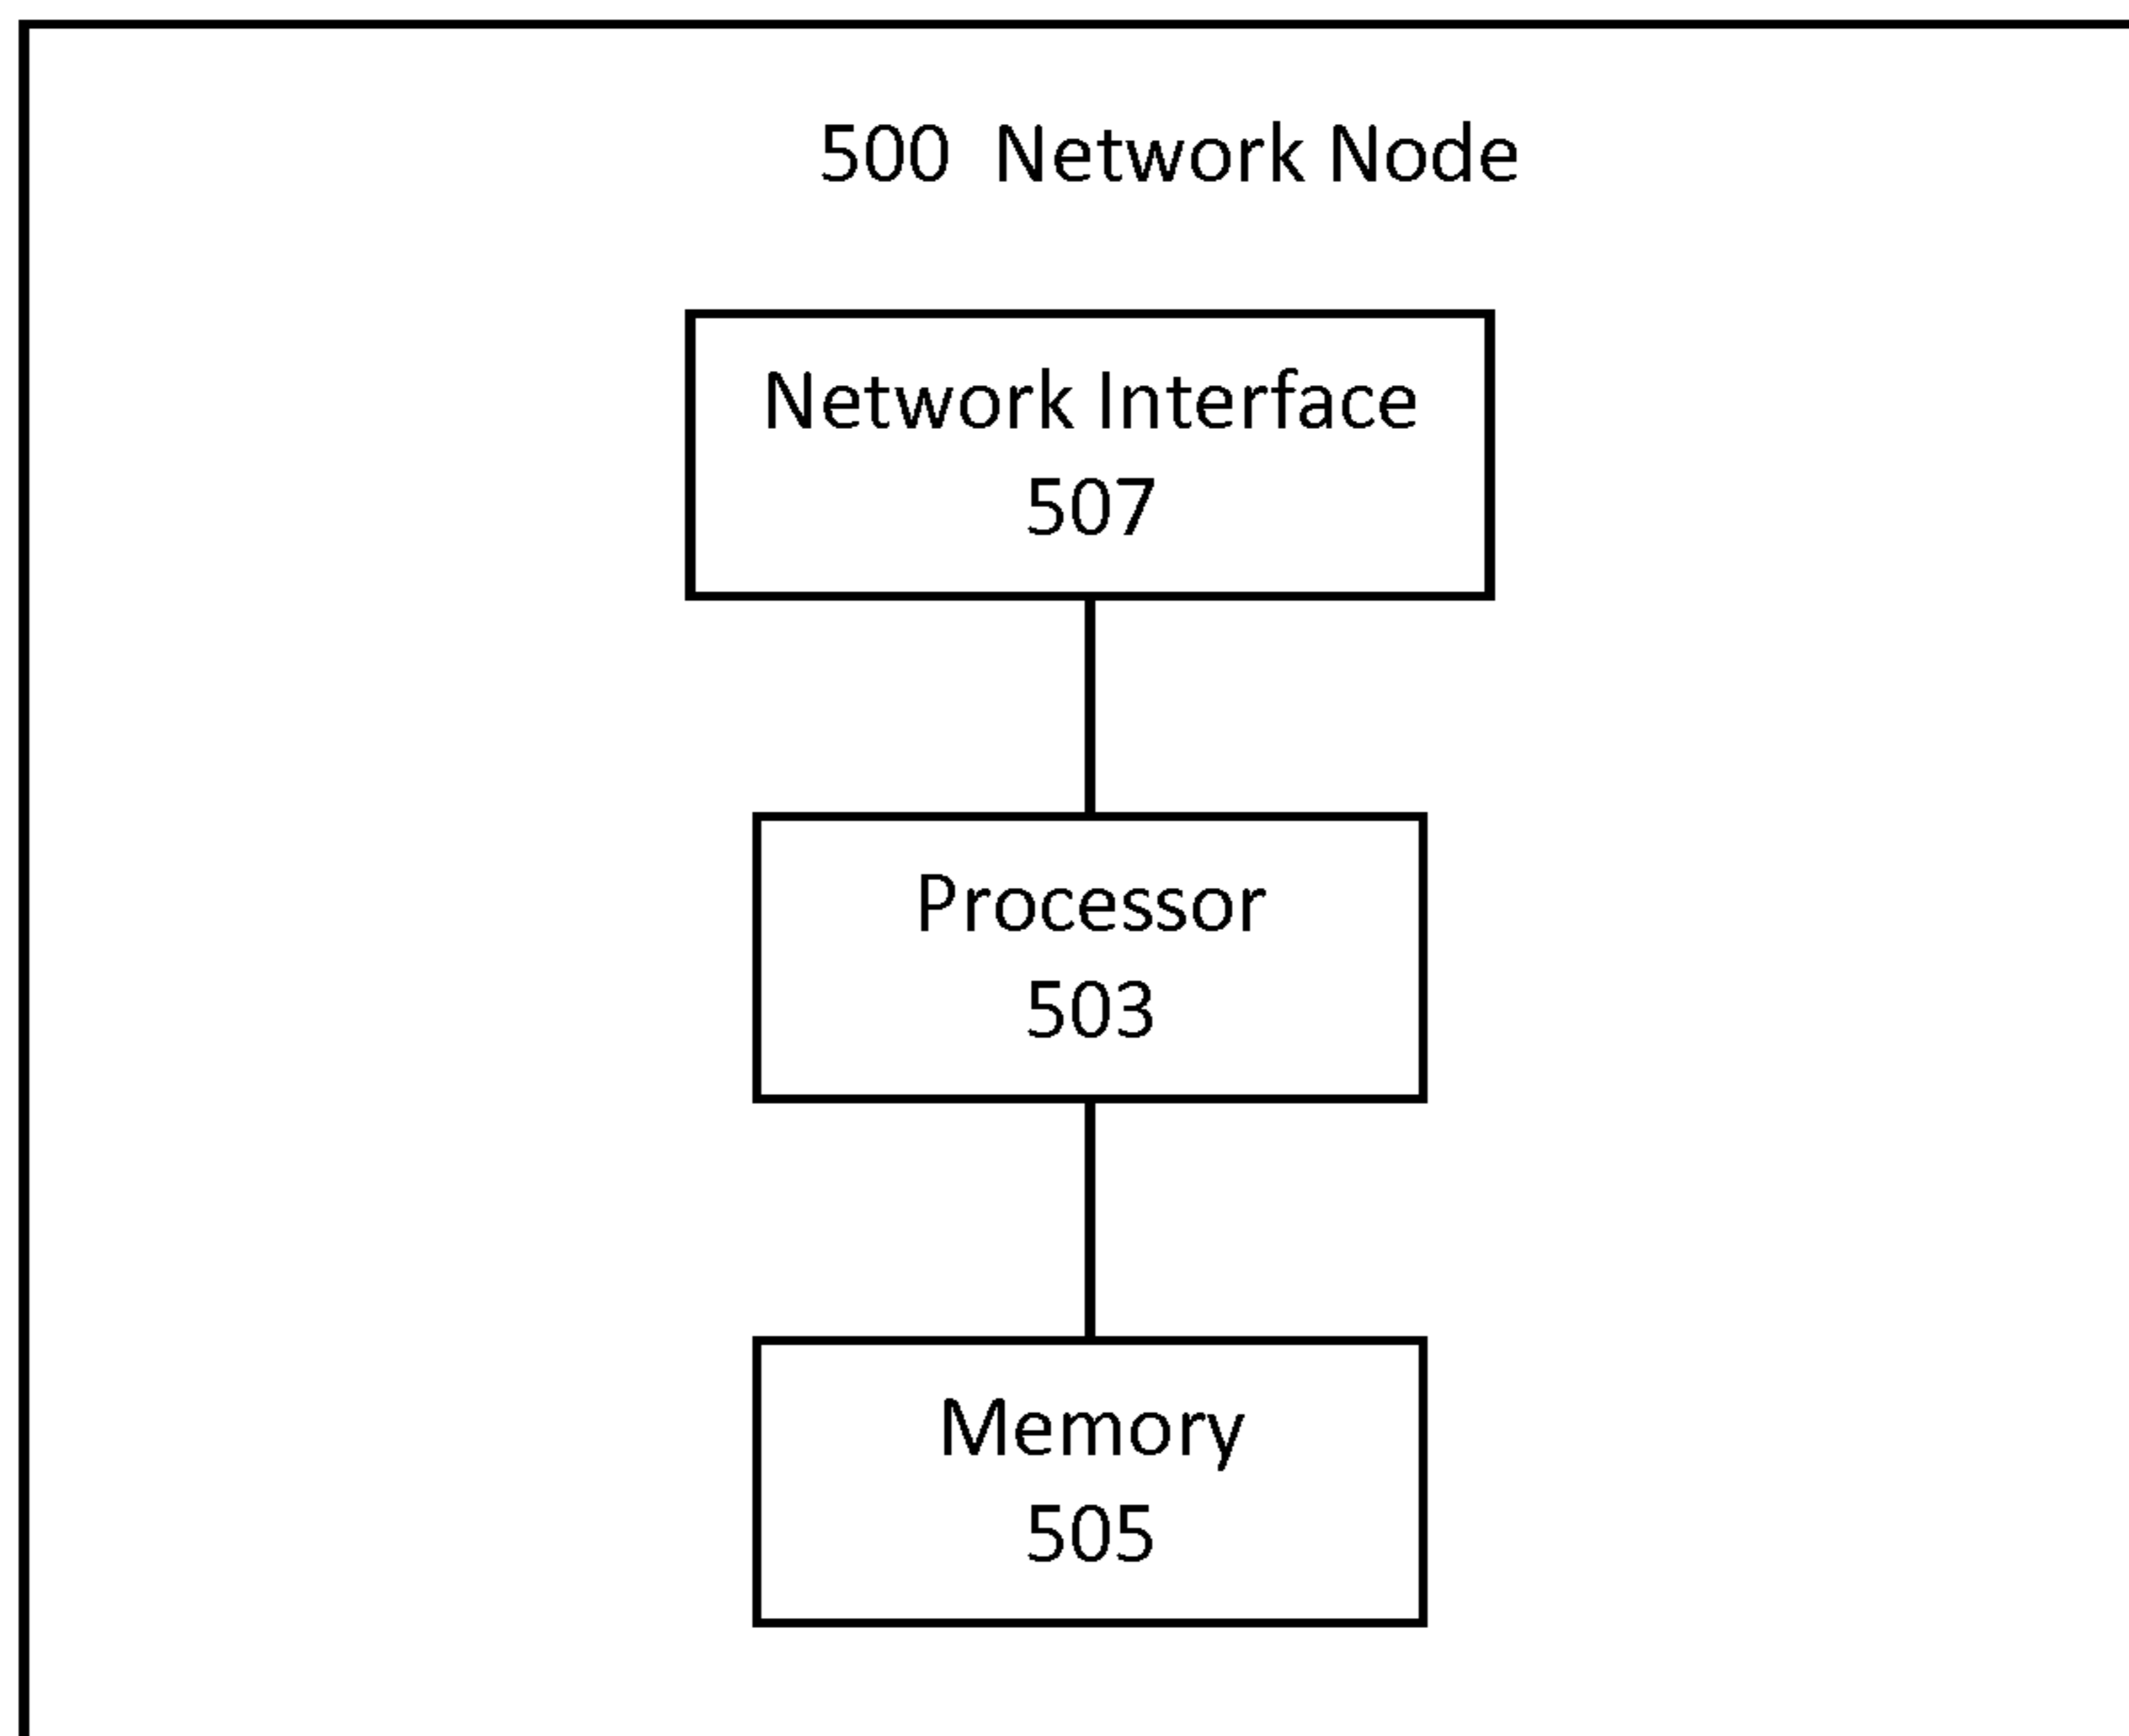 500 Network Node
Network Interface
507
Processor
503
Memory
505